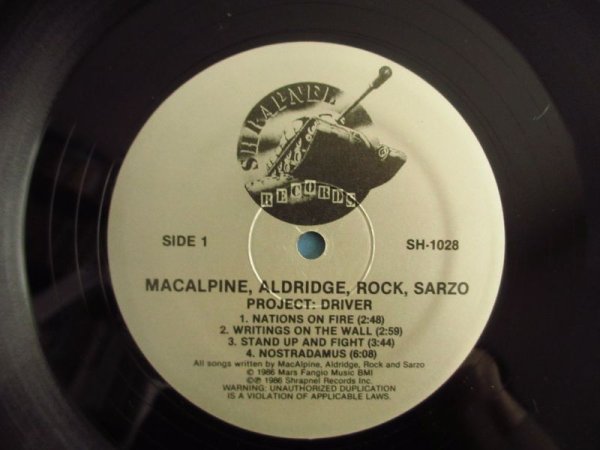 SHRAPNEL
RECORDS
SIDE 1
SH-1028
MACALPINE, ALDRIDGE, ROCK, SARZO
PROJECT: DRIVER
1. NATIONS ON FIRE (2:48)
2. WRITINGS ON THE WALL (2:59)
3. STAND UP AND FIGHT (3:44)
4. NOSTRADAMUS (6:08)
All songs written by MacAlpine, Aldridge, Rock and Sarzo
© 1986 Mars Fangio Music BMI
©℗ 1986 Shrapnel Records Inc.
WARNING: UNAUTHORIZED DUPLICATION
IS A VIOLATION OF APPLICABLE LAWS.